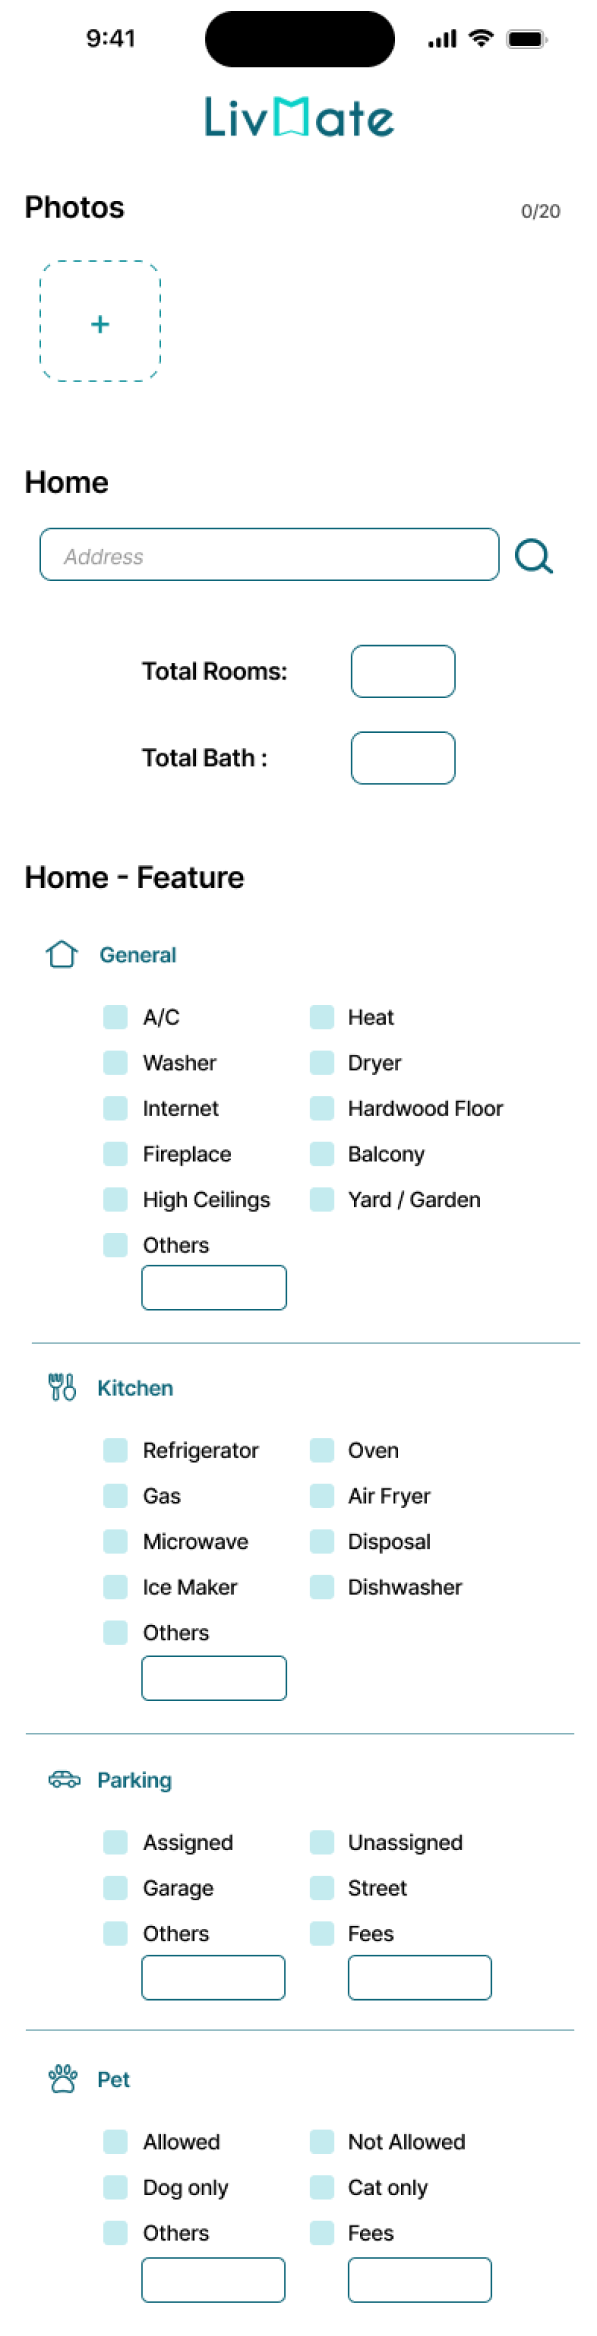 9:41
LivMate
Photos
0/20
+
Home
Address
Total Rooms:
Total Bath :
Home - Feature
General
A/C Heat
Washer Dryer
Internet Hardwood Floor
Fireplace Balcony
High Ceilings Yard / Garden
Others
Kitchen
Refrigerator Oven
Gas Air Fryer
Microwave Disposal
Ice Maker Dishwasher
Others
Parking
Assigned Unassigned
Garage Street
Others Fees
Pet
Allowed Not Allowed
Dog only Cat only
Others Fees